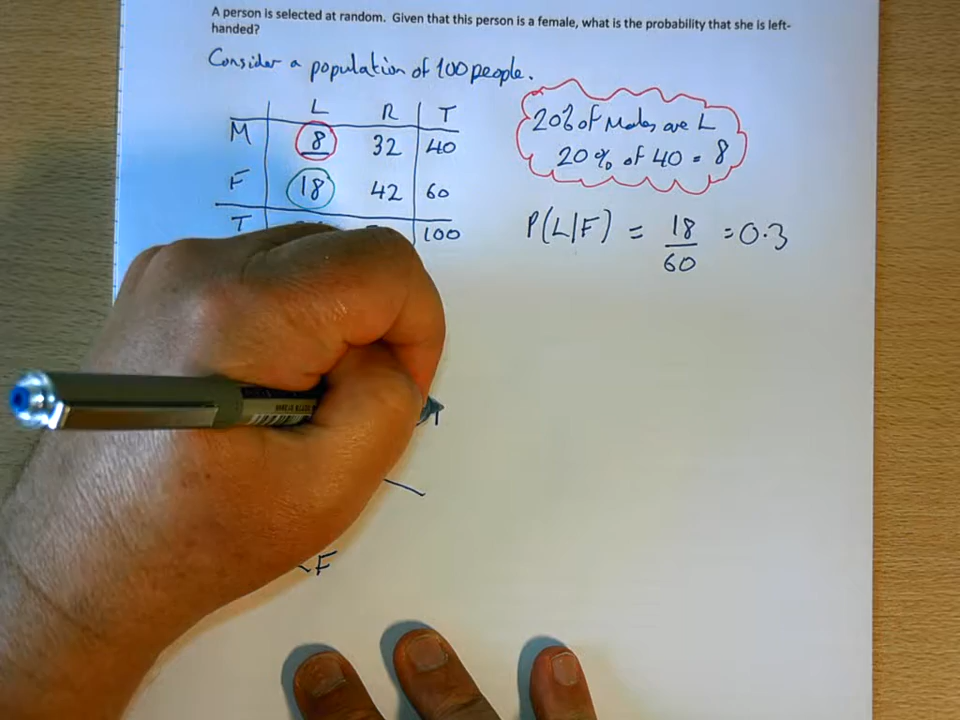 A person is selected at random. Given that this person is a female, what is the probability that she is left-
handed?
Consider a population of 100 people.
L R T
M 8 32 40
F 18 42 60
T 100
20% of Males are L
20% of 40 = 8
P(L|F) = 18/60 = 0.3
F